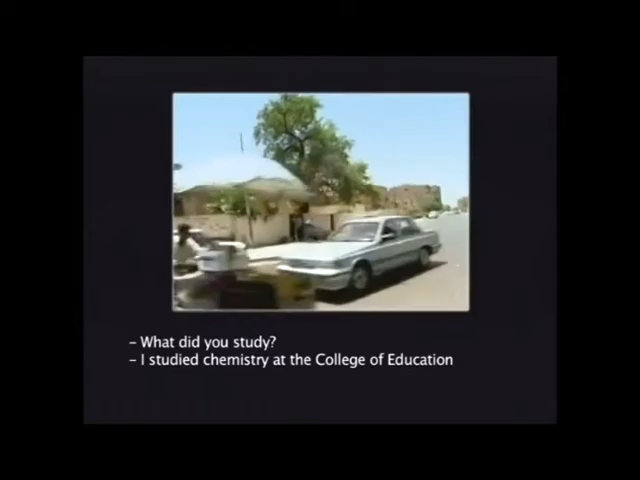 – What did you study?
– I studied chemistry at the College of Education